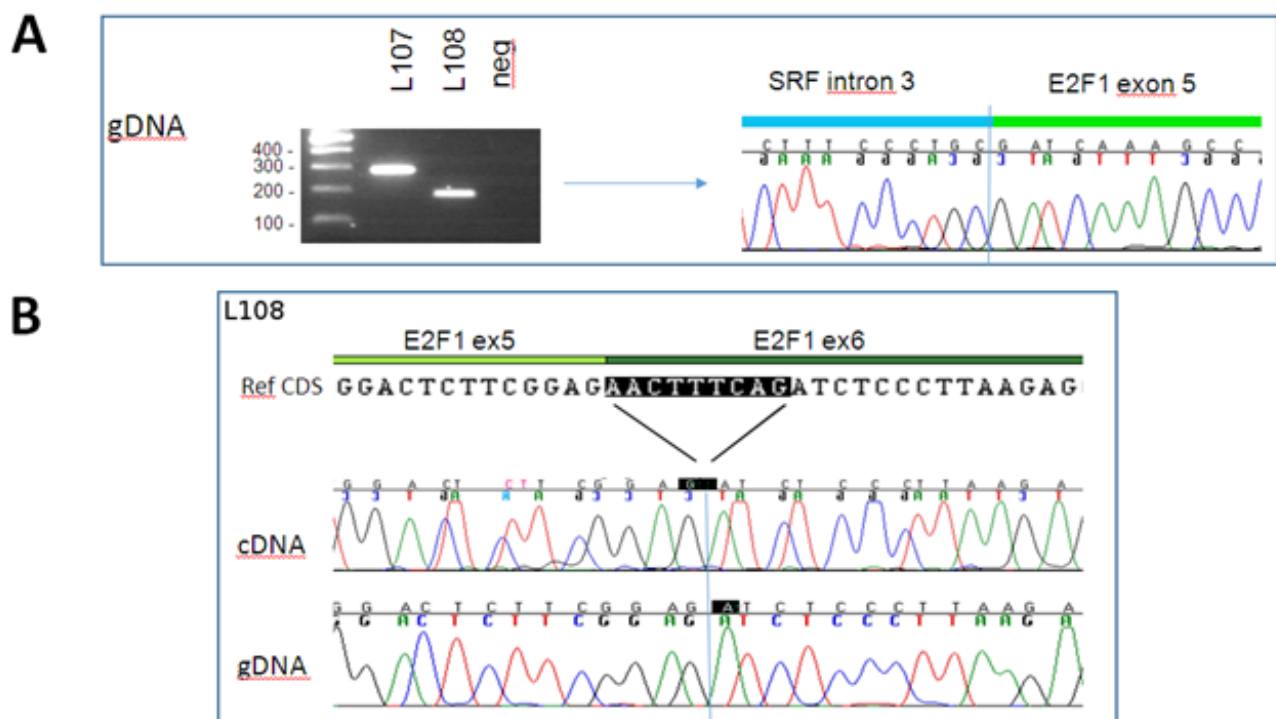 A
gDNA
L107
L108
neg
400 -
300 -
200 -
100 -
SRF intron 3
E2F1 exon 5
C T T T C C C T G C G A T C A A A G C C
B
L108
E2F1 ex5
E2F1 ex6
Ref CDS
GGACTCTTCGGAGAACTTTCAGATCTCCCTTAAGAG
cDNA
G G A C T C T T C G G A G A T C T C C C T T A A G A
gDNA
G G A C T C T T C G G A G A T C T C C C T T A A G A
G G A C T C T T C G G A G A T C T C C C T T A A G A